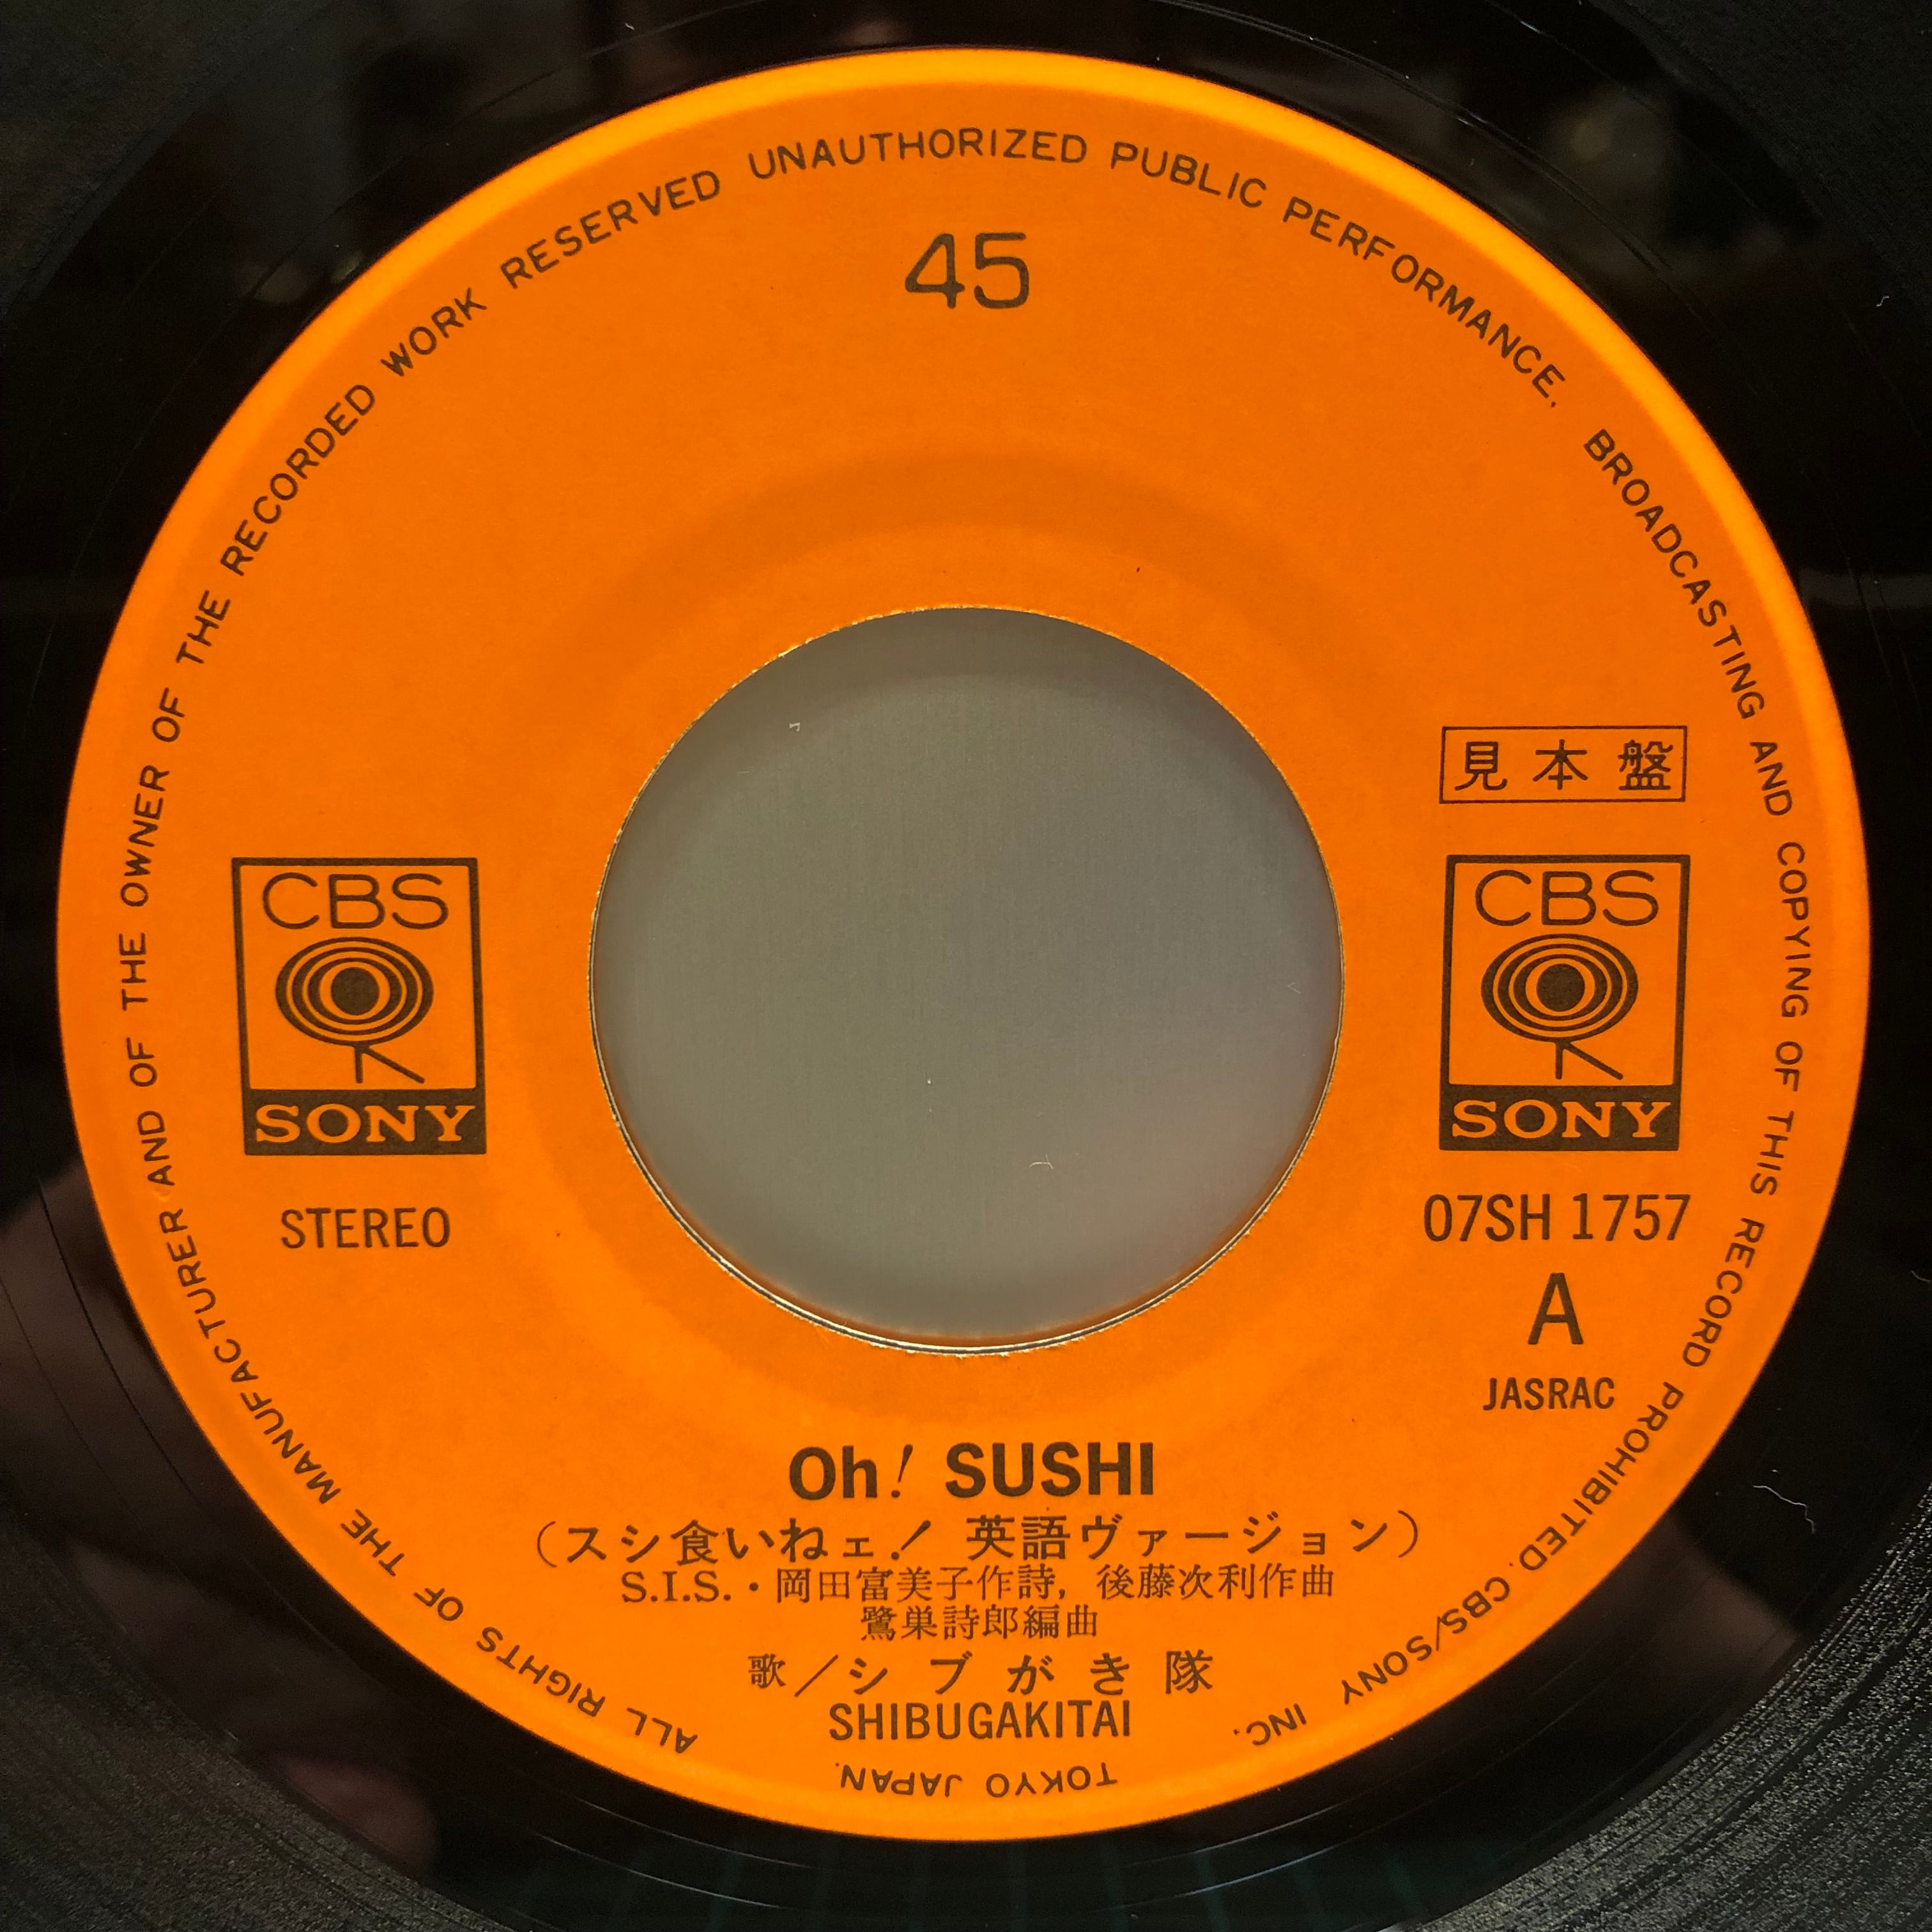 ALL RIGHTS OF THE MANUFACTURER AND OF THE OWNER OF THE RECORDED WORK RESERVED UNAUTHORIZED PUBLIC PERFORMANCE. BROADCASTING AND COPYING OF THIS RECORD PROHIBITED. CBS/SONY INC. TOKYO JAPAN.
45
見本盤
CBS
SONY
STEREO
CBS
SONY
07SH 1757
A
JASRAC
Oh! SUSHI
（スシ食いねェ! 英語ヴァージョン）
S.I.S.・岡田富美子作詩，後藤次利作曲
鷺巣詩郎編曲
歌／シブがき隊
SHIBUGAKITAI